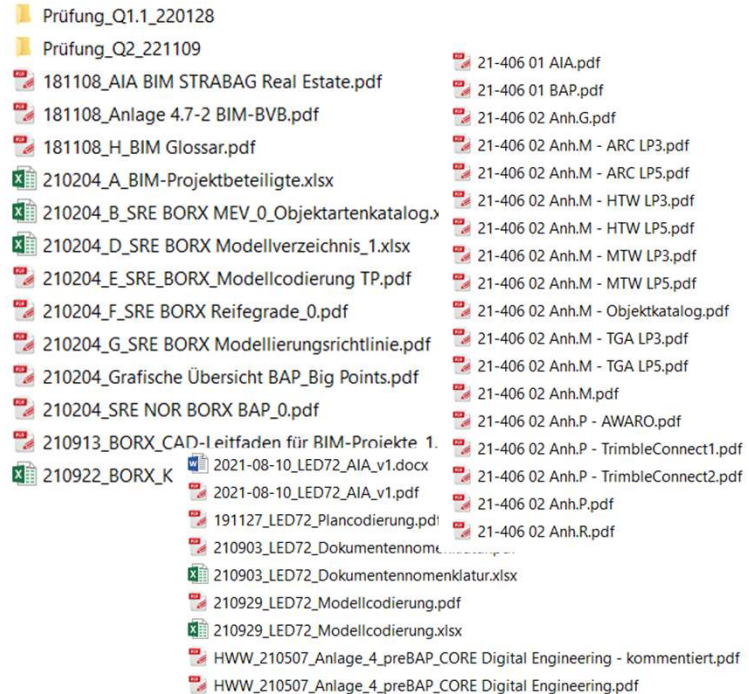 Prüfung_Q1.1_220128
Prüfung_Q2_221109
181108_AIA BIM STRABAG Real Estate.pdf
181108_Anlage 4.7-2 BIM-BVB.pdf
181108_H_BIM Glossar.pdf
210204_A_BIM-Projektbeteiligte.xlsx
210204_B_SRE BORX MEV_0_Objektartenkatalog.x
210204_D_SRE BORX Modellverzeichnis_1.xlsx
210204_E_SRE_BORX_Modellcodierung TP.pdf
210204_F_SRE BORX Reifegrade_0.pdf
210204_G_SRE BORX Modellierungsrichtlinie.pdf
210204_Grafische Übersicht BAP_Big Points.pdf
210204_SRE NOR BORX BAP_0.pdf
210913_BORX_CAD-Leitfaden für BIM-Projekte_1.
210922_BORX_K
21-406 01 AIA.pdf
21-406 01 BAP.pdf
21-406 02 Anh.G.pdf
21-406 02 Anh.M - ARC LP3.pdf
21-406 02 Anh.M - ARC LP5.pdf
21-406 02 Anh.M - HTW LP3.pdf
21-406 02 Anh.M - HTW LP5.pdf
21-406 02 Anh.M - MTW LP3.pdf
21-406 02 Anh.M - MTW LP5.pdf
21-406 02 Anh.M - Objektkatalog.pdf
21-406 02 Anh.M - TGA LP3.pdf
21-406 02 Anh.M - TGA LP5.pdf
21-406 02 Anh.M.pdf
21-406 02 Anh.P - AWARO.pdf
21-406 02 Anh.P - TrimbleConnect1.pdf
21-406 02 Anh.P - TrimbleConnect2.pdf
21-406 02 Anh.P.pdf
21-406 02 Anh.R.pdf
2021-08-10_LED72_AIA_v1.docx
2021-08-10_LED72_AIA_v1.pdf
191127_LED72_Plancodierung.pdf
210903_LED72_Dokumentennomenklatur.pdf
210903_LED72_Dokumentennomenklatur.xlsx
210929_LED72_Modellcodierung.pdf
210929_LED72_Modellcodierung.xlsx
HWW_210507_Anlage_4_preBAP_CORE Digital Engineering - kommentiert.pdf
HWW_210507_Anlage_4_preBAP_CORE Digital Engineering.pdf